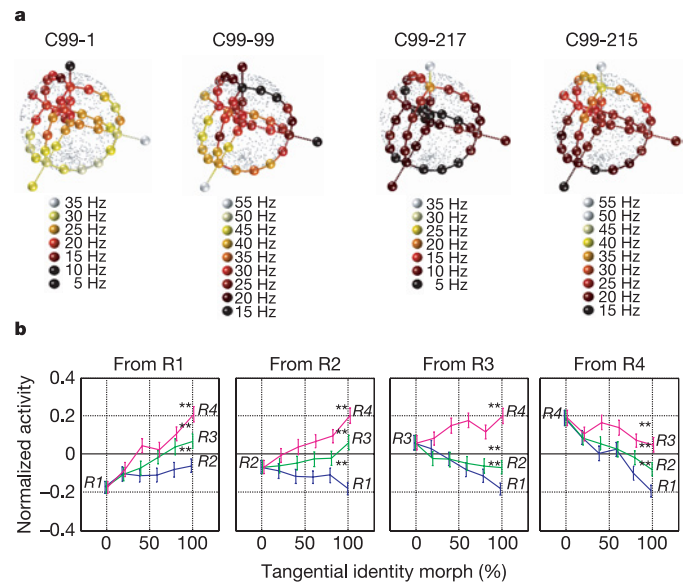 a
C99-1 C99-99 C99-217 C99-215
35 Hz
30 Hz
25 Hz
20 Hz
15 Hz
10 Hz
5 Hz
55 Hz
50 Hz
45 Hz
40 Hz
35 Hz
30 Hz
25 Hz
20 Hz
15 Hz
35 Hz
30 Hz
25 Hz
20 Hz
15 Hz
10 Hz
5 Hz
55 Hz
50 Hz
45 Hz
40 Hz
35 Hz
30 Hz
25 Hz
20 Hz
15 Hz
b
From R1 From R2 From R3 From R4
Normalized activity
0.4
0.2
0
−0.2
−0.4
R1
** R4
** R3
** R2
0 50 100
R2
** R4
** R3
** R1
0 50 100
R3
** R4
** R2
** R1
0 50 100
R4
** R3
** R2
** R1
0 50 100
Tangential identity morph (%)